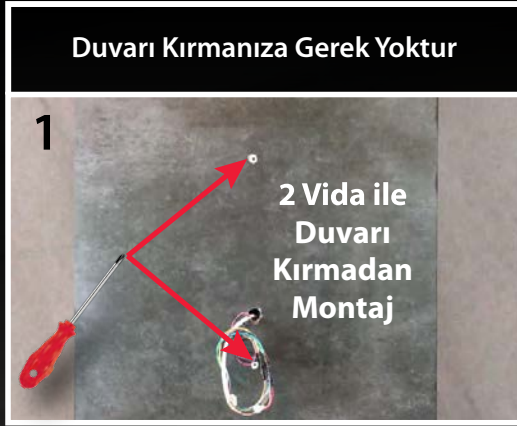 Duvarı Kırmanıza Gerek Yoktur
1
2 Vida ile
Duvarı
Kırmadan
Montaj